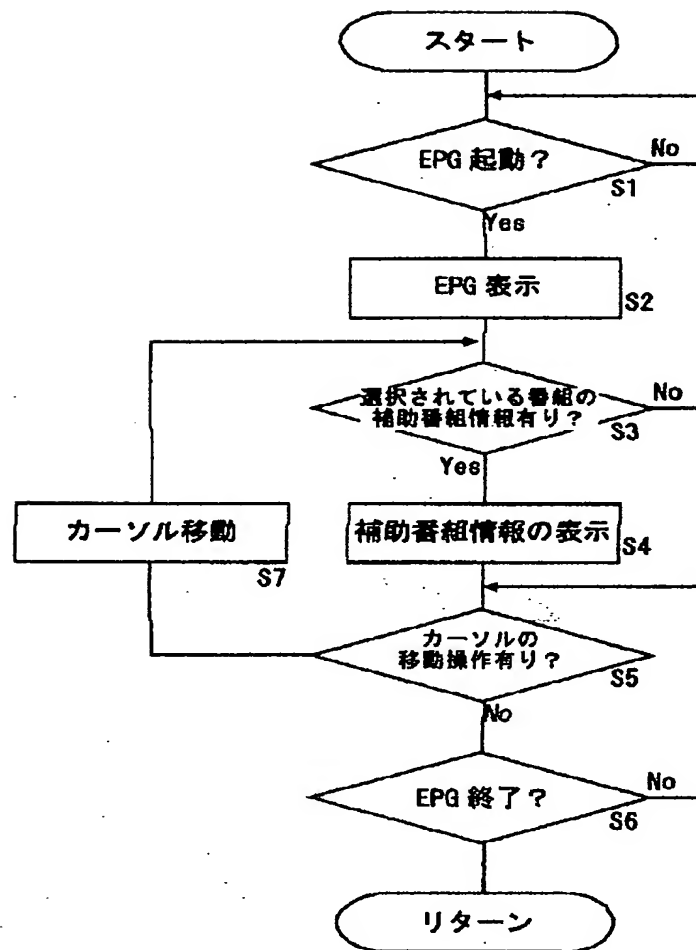 スタート
EPG 起動？
No
S1
Yes
EPG 表示
S2
選択されている番組の
補助番組情報有り？
No
S3
Yes
カーソル移動
S7
補助番組情報の表示
S4
カーソルの
移動操作有り？
S5
No
EPG 終了？
No
S6
リターン